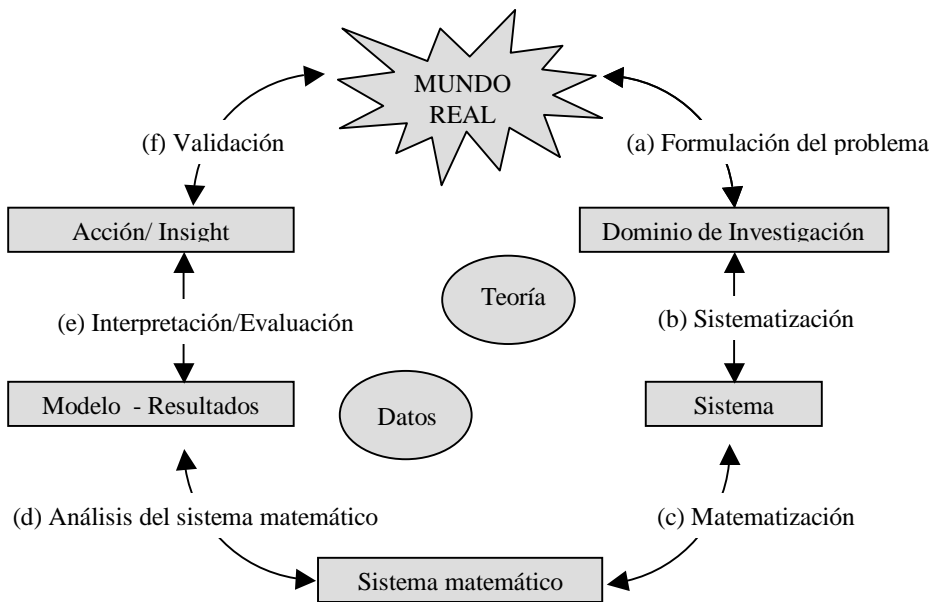 MUNDO
REAL
(f) Validación
(a) Formulación del problema
Acción/ Insight
Dominio de Investigación
Teoría
(e) Interpretación/Evaluación
(b) Sistematización
Modelo - Resultados
Datos
Sistema
(d) Análisis del sistema matemático
(c) Matematización
Sistema matemático